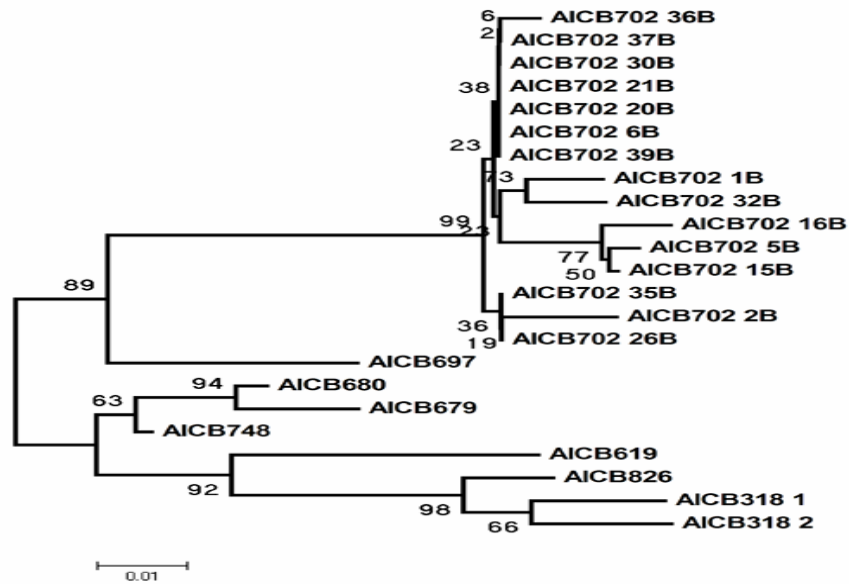 6
AICB702 36B
2
AICB702 37B
AICB702 30B
38
AICB702 21B
AICB702 20B
AICB702 6B
23
AICB702 39B
73
AICB702 1B
AICB702 32B
99
23
AICB702 16B
77
AICB702 5B
50
AICB702 15B
89
AICB702 35B
AICB702 2B
36
19
AICB702 26B
AICB697
94
AICB680
63
AICB679
AICB748
AICB619
92
AICB826
98
AICB318 1
66
AICB318 2
0.01